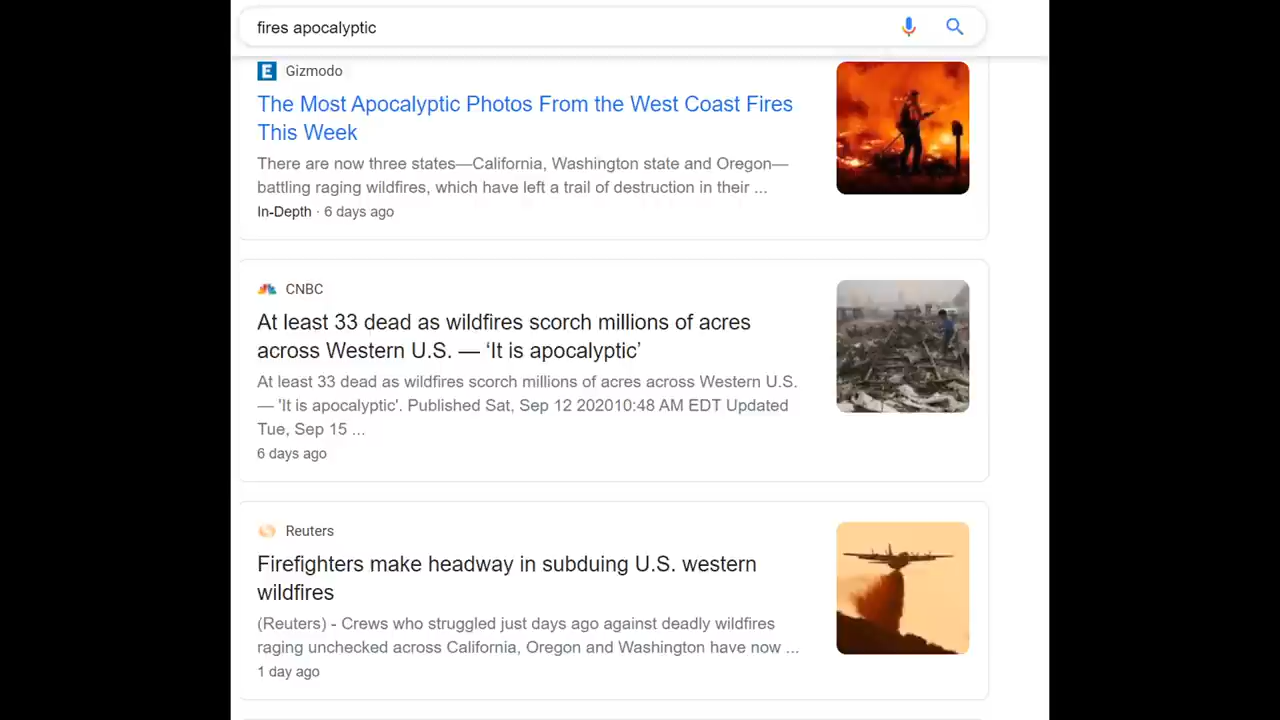 fires apocalyptic
E Gizmodo
The Most Apocalyptic Photos From the West Coast Fires
This Week
There are now three states—California, Washington state and Oregon—
battling raging wildfires, which have left a trail of destruction in their ...
In-Depth · 6 days ago
CNBC
At least 33 dead as wildfires scorch millions of acres
across Western U.S. — ‘It is apocalyptic’
At least 33 dead as wildfires scorch millions of acres across Western U.S.
— 'It is apocalyptic'. Published Sat, Sep 12 202010:48 AM EDT Updated
Tue, Sep 15 ...
6 days ago
Reuters
Firefighters make headway in subduing U.S. western
wildfires
(Reuters) - Crews who struggled just days ago against deadly wildfires
raging unchecked across California, Oregon and Washington have now ...
1 day ago